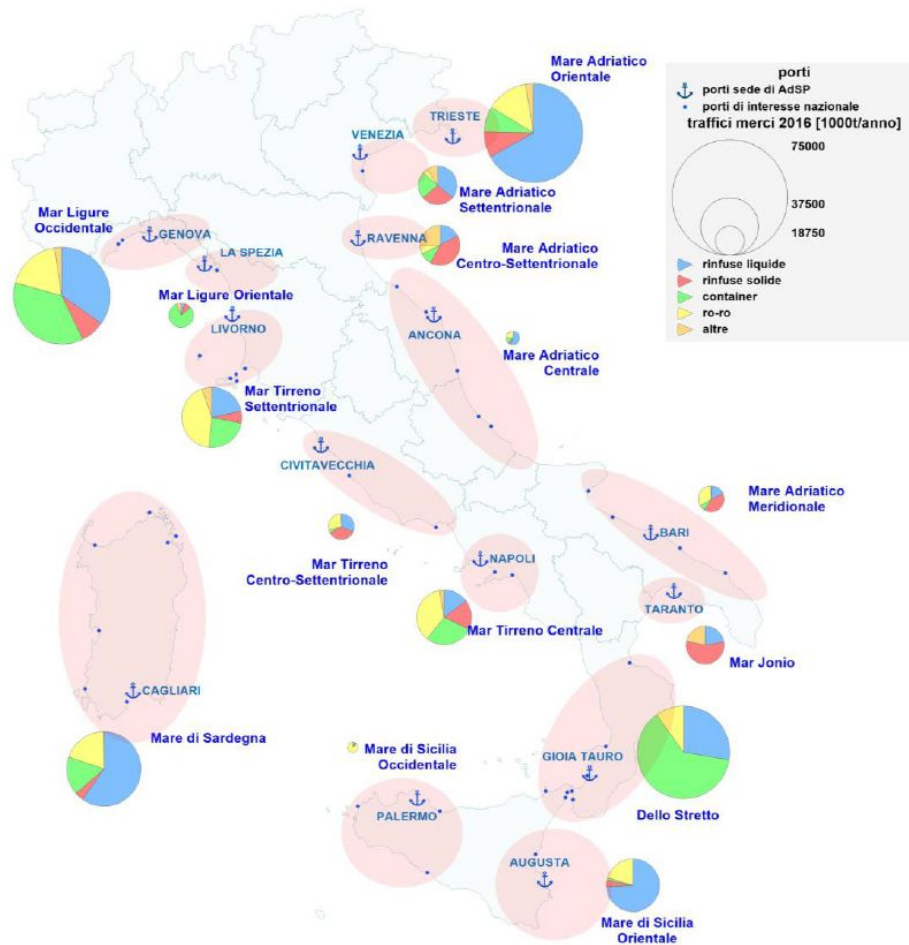 Mare Adriatico
Orientale
porti
porti sede di AdSP
porti di interesse nazionale
traffici merci 2016 [1000t/anno]
75000
37500
18750
rinfuse liquide
rinfuse solide
container
ro-ro
altre
TRIESTE
VENEZIA
Mare Adriatico
Settentrionale
Mar Ligure
Occidentale
GENOVA
LA SPEZIA
RAVENNA
Mare Adriatico
Centro-Settentrionale
Mar Ligure Orientale
LIVORNO
ANCONA
Mare Adriatico
Centrale
Mar Tirreno
Settentrionale
CIVITAVECCHIA
Mare Adriatico
Meridionale
BARI
Mar Tirreno
Centro-Settentrionale
NAPOLI
TARANTO
Mar Tirreno Centrale
Mar Jonio
CAGLIARI
Mare di Sardegna
Mare di Sicilia
Occidentale
GIOIA TAURO
Dello Stretto
PALERMO
AUGUSTA
Mare di Sicilia
Orientale